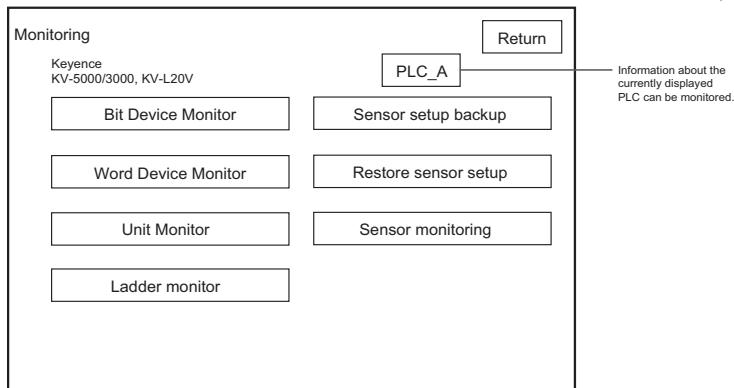 Monitoring
Return
Keyence
KV-5000/3000, KV-L20V
PLC_A
Information about the
currently displayed
PLC can be monitored.
Bit Device Monitor
Sensor setup backup
Word Device Monitor
Restore sensor setup
Unit Monitor
Sensor monitoring
Ladder monitor